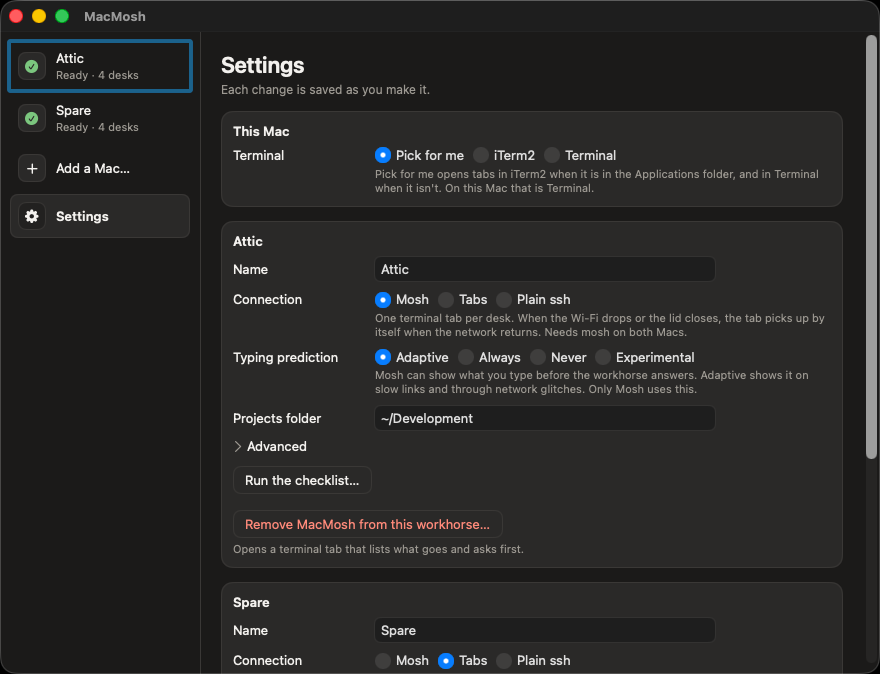 MacMosh
Attic
Ready · 4 desks
Spare
Ready · 4 desks
Add a Mac...
Settings
Settings
Each change is saved as you make it.
This Mac
Terminal
Pick for me
iTerm2
Terminal
Pick for me opens tabs in iTerm2 when it is in the Applications folder, and in Terminal
when it isn't. On this Mac that is Terminal.
Attic
Name
Attic
Connection
Mosh
Tabs
Plain ssh
One terminal tab per desk. When the Wi-Fi drops or the lid closes, the tab picks up by
itself when the network returns. Needs mosh on both Macs.
Typing prediction
Adaptive
Always
Never
Experimental
Mosh can show what you type before the workhorse answers. Adaptive shows it on
slow links and through network glitches. Only Mosh uses this.
Projects folder
~/Development
Advanced
Run the checklist...
Remove MacMosh from this workhorse...
Opens a terminal tab that lists what goes and asks first.
Spare
Name
Spare
Connection
Mosh
Tabs
Plain ssh